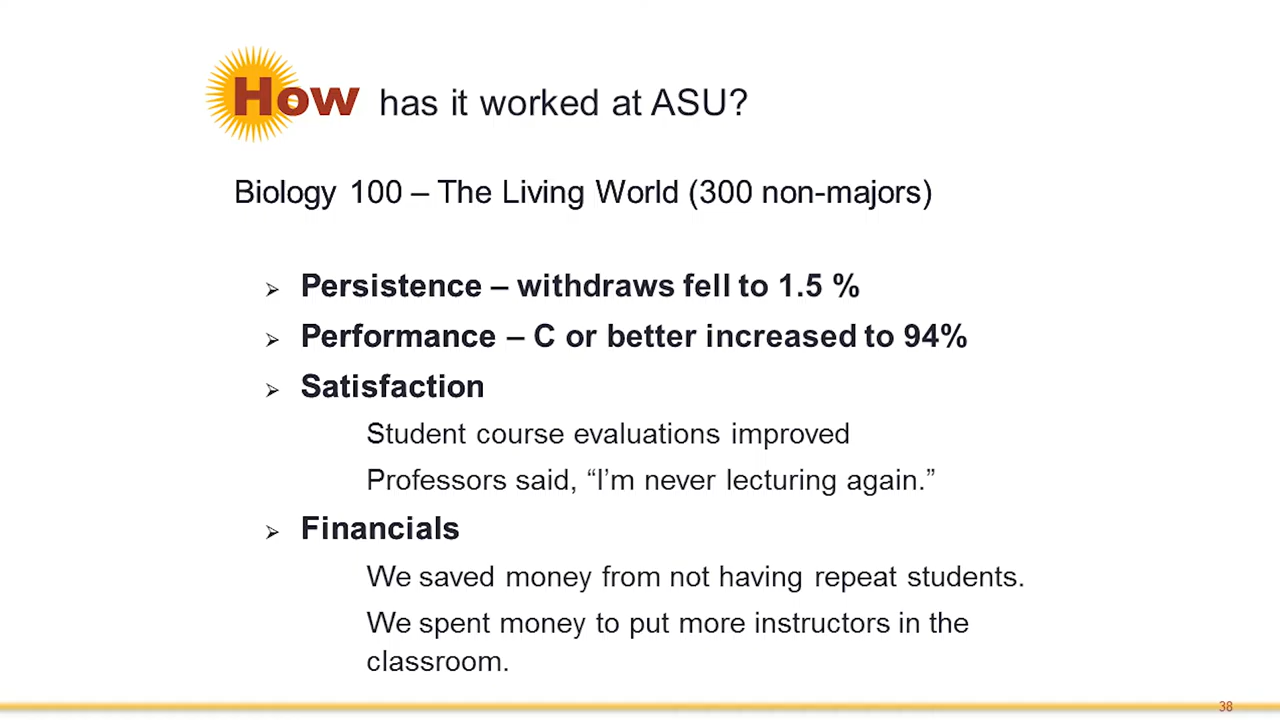 How has it worked at ASU?
Biology 100 – The Living World (300 non-majors)
➢ Persistence – withdraws fell to 1.5 %
➢ Performance – C or better increased to 94%
➢ Satisfaction
Student course evaluations improved
Professors said, “I’m never lecturing again.”
➢ Financials
We saved money from not having repeat students.
We spent money to put more instructors in the
classroom.
38